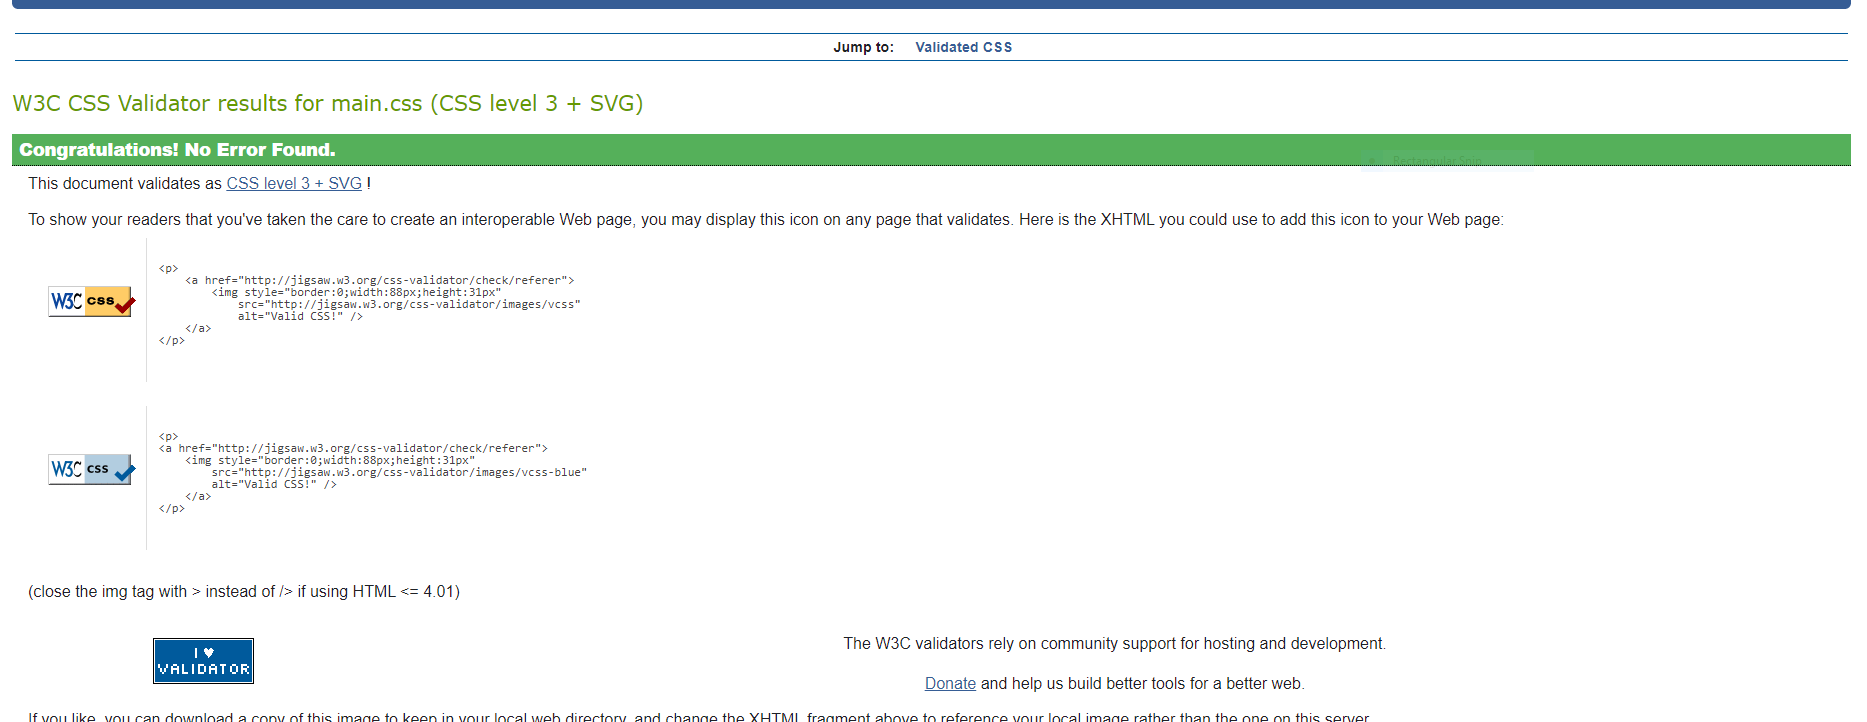 Jump to: Validated CSS
W3C CSS Validator results for main.css (CSS level 3 + SVG)
Congratulations! No Error Found.
Rectangular Snip
This document validates as CSS level 3 + SVG !
To show your readers that you've taken the care to create an interoperable Web page, you may display this icon on any page that validates. Here is the XHTML you could use to add this icon to your Web page:
W3C css
<p>
<a href="http://jigsaw.w3.org/css-validator/check/referer">
<img style="border:0;width:88px;height:31px"
src="http://jigsaw.w3.org/css-validator/images/vcss"
alt="Valid CSS!" />
</a>
</p>
W3C css
<p>
<a href="http://jigsaw.w3.org/css-validator/check/referer">
<img style="border:0;width:88px;height:31px"
src="http://jigsaw.w3.org/css-validator/images/vcss-blue"
alt="Valid CSS!" />
</a>
</p>
(close the img tag with > instead of /> if using HTML <= 4.01)
I ♥
VALIDATOR
The W3C validators rely on community support for hosting and development.
Donate and help us build better tools for a better web.
If you like, you can download a copy of this image to keep in your local web directory, and change the XHTML fragment above to reference your local image rather than the one on this server.